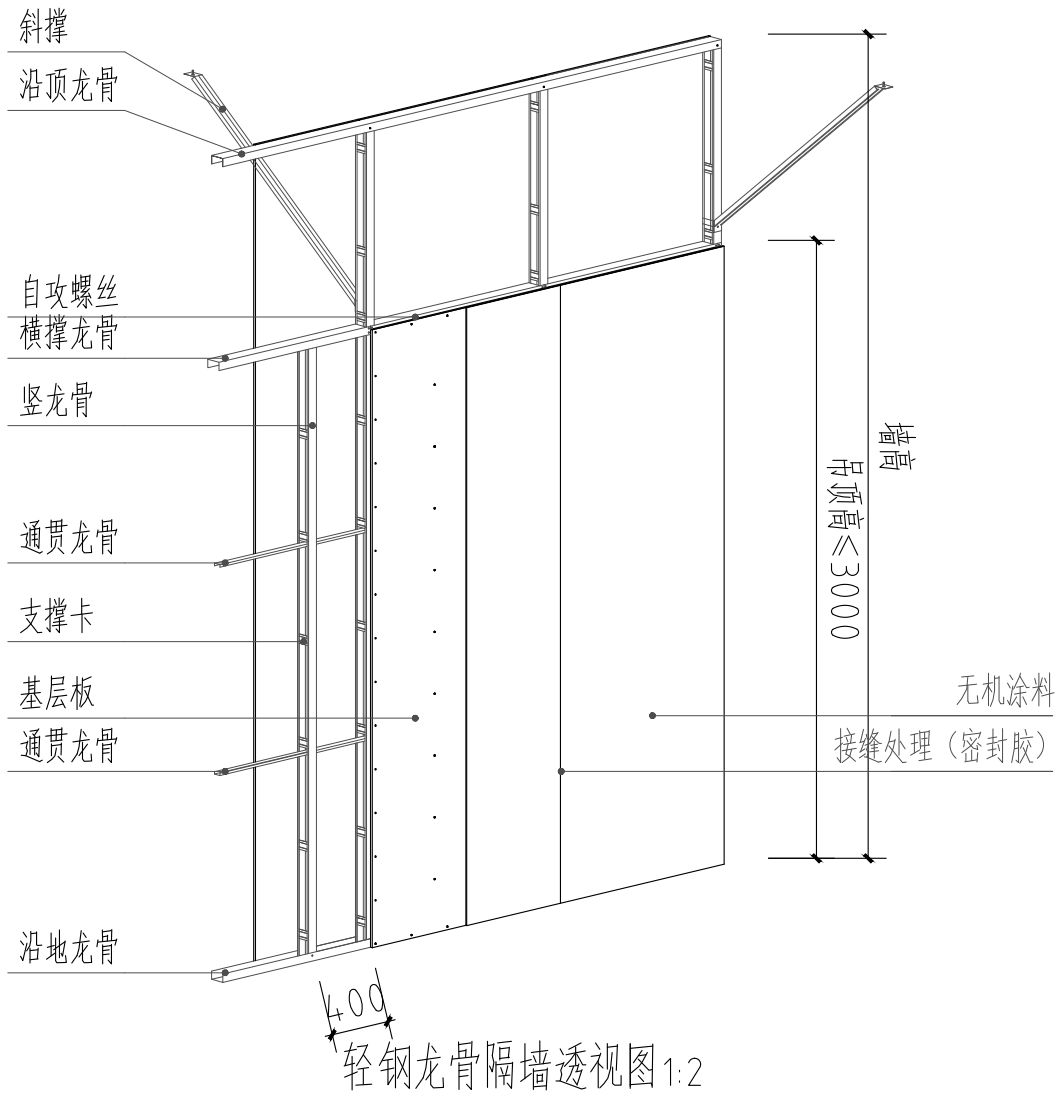 斜撑
沿顶龙骨
自攻螺丝
横撑龙骨
竖龙骨
墙高
吊顶高≤3000
通贯龙骨
支撑卡
基层板
无机涂料
通贯龙骨
接缝处理（密封胶）
沿地龙骨
400
轻钢龙骨隔墙透视图1:2